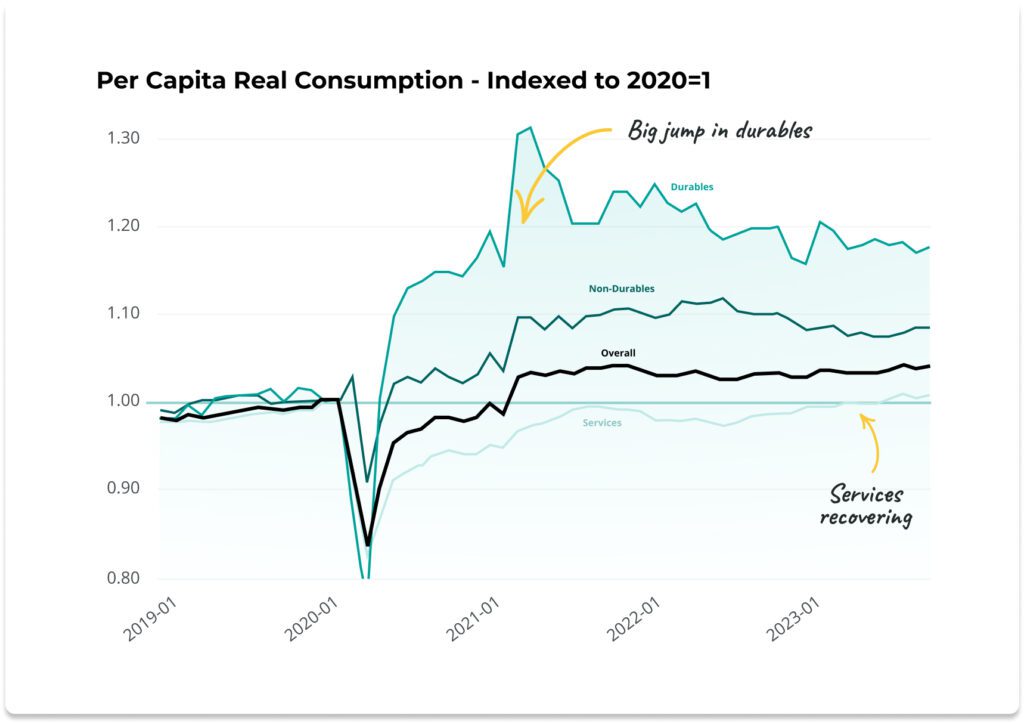 Per Capita Real Consumption - Indexed to 2020=1
1.30
Big jump in durables
Durables
1.20
Non-Durables
1.10
Overall
1.00
Services
0.90
Services
recovering
0.80
2019-01
2020-01
2021-01
2022-01
2023-01